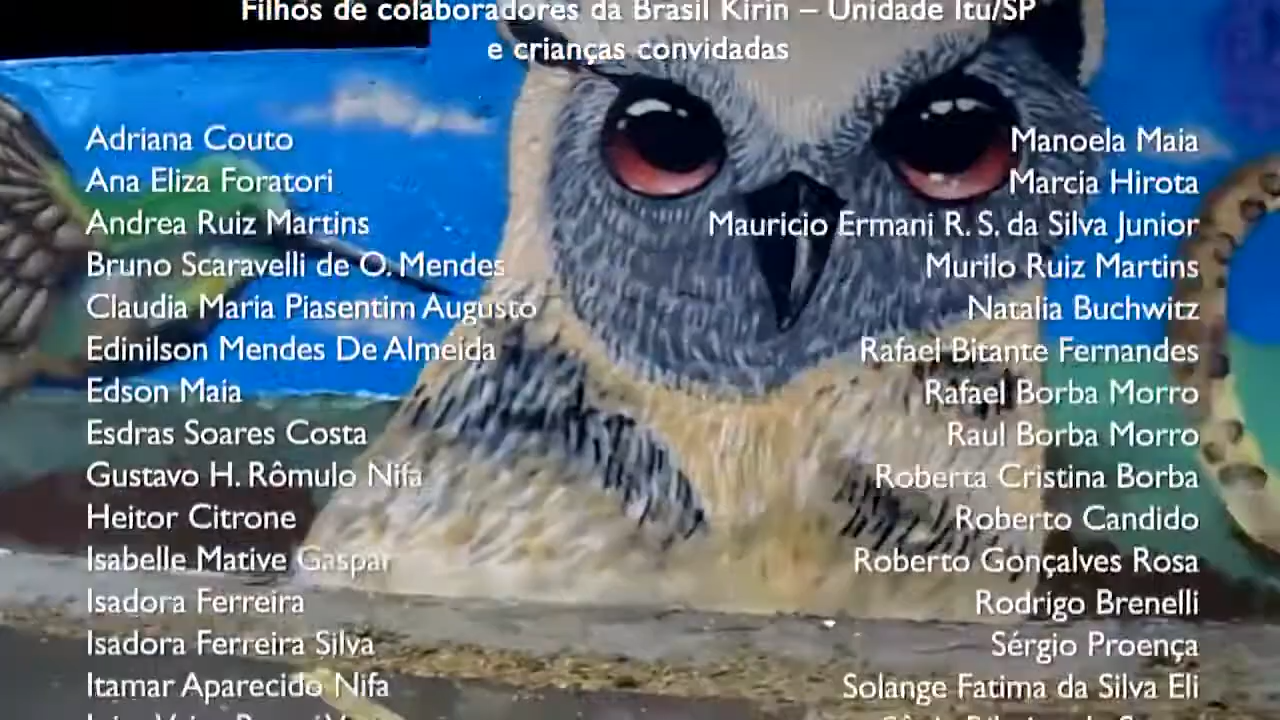 Filhos de colaboradores da Brasil Kirin – Unidade Itu/SP
e crianças convidadas
Adriana Couto
Ana Eliza Foratori
Andrea Ruiz Martins
Bruno Scaravelli de O. Mendes
Claudia Maria Piasentim Augusto
Edinilson Mendes De Almeida
Edson Maia
Esdras Soares Costa
Gustavo H. Rômulo Nifa
Heitor Citrone
Isabelle Mative Gaspar
Isadora Ferreira
Isadora Ferreira Silva
Itamar Aparecido Nifa
Manoela Maia
Marcia Hirota
Mauricio Ermani R. S. da Silva Junior
Murilo Ruiz Martins
Natalia Buchwitz
Rafael Bitante Fernandes
Rafael Borba Morro
Raul Borba Morro
Roberta Cristina Borba
Roberto Candido
Roberto Gonçalves Rosa
Rodrigo Brenelli
Sérgio Proença
Solange Fatima da Silva Eli